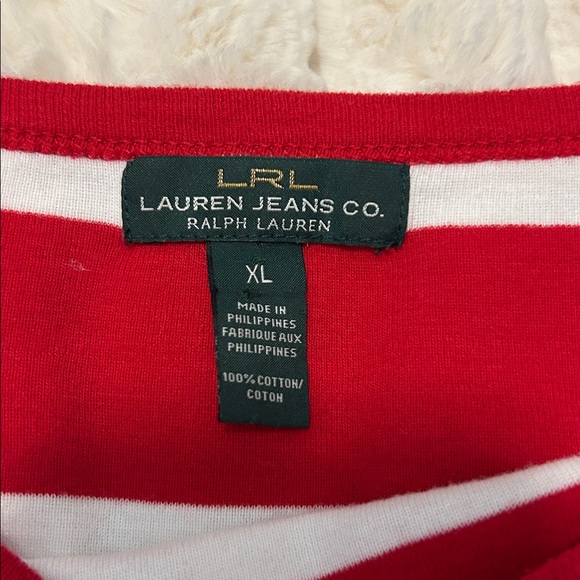 LRL
LAUREN JEANS CO.
RALPH LAUREN
XL
MADE IN
PHILIPPINES
FABRIQUE AUX
PHILIPPINES
100% COTTON/
COTON